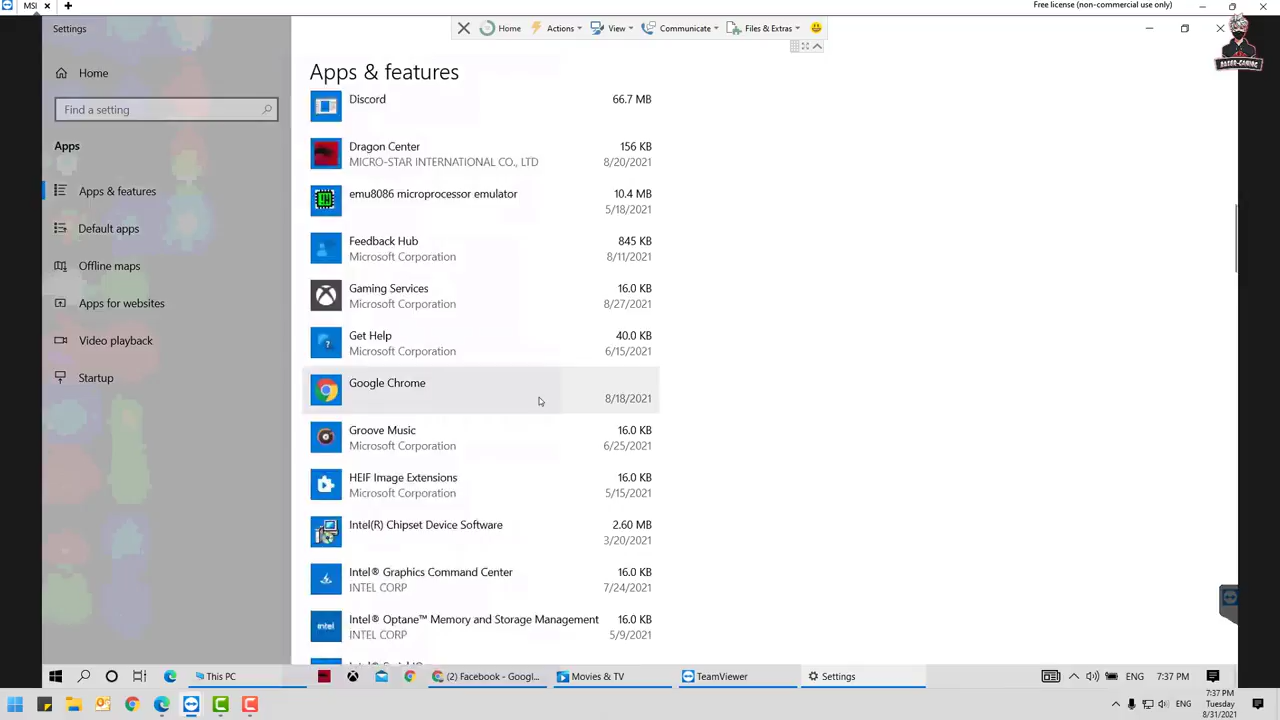 MSI
Free license (non-commercial use only)
Settings
Home
Actions
View
Communicate
Files & Extras
RAZER-GAMING
Home
Find a setting
Apps
Apps & features
Default apps
Offline maps
Apps for websites
Video playback
Startup
Apps & features
Discord 66.7 MB
Dragon Center 156 KB
MICRO-STAR INTERNATIONAL CO., LTD 8/20/2021
emu8086 microprocessor emulator 10.4 MB
5/18/2021
Feedback Hub 845 KB
Microsoft Corporation 8/11/2021
Gaming Services 16.0 KB
Microsoft Corporation 8/27/2021
Get Help 40.0 KB
Microsoft Corporation 6/15/2021
Google Chrome
8/18/2021
Groove Music 16.0 KB
Microsoft Corporation 6/25/2021
HEIF Image Extensions 16.0 KB
Microsoft Corporation 5/15/2021
Intel(R) Chipset Device Software 2.60 MB
3/20/2021
Intel® Graphics Command Center 16.0 KB
INTEL CORP 7/24/2021
intel
Intel® Optane™ Memory and Storage Management 16.0 KB
INTEL CORP 5/9/2021
This PC
(2) Facebook - Googl...
Movies & TV
TeamViewer
Settings
ENG
7:37 PM
ENG
7:37 PM
Tuesday
8/31/2021